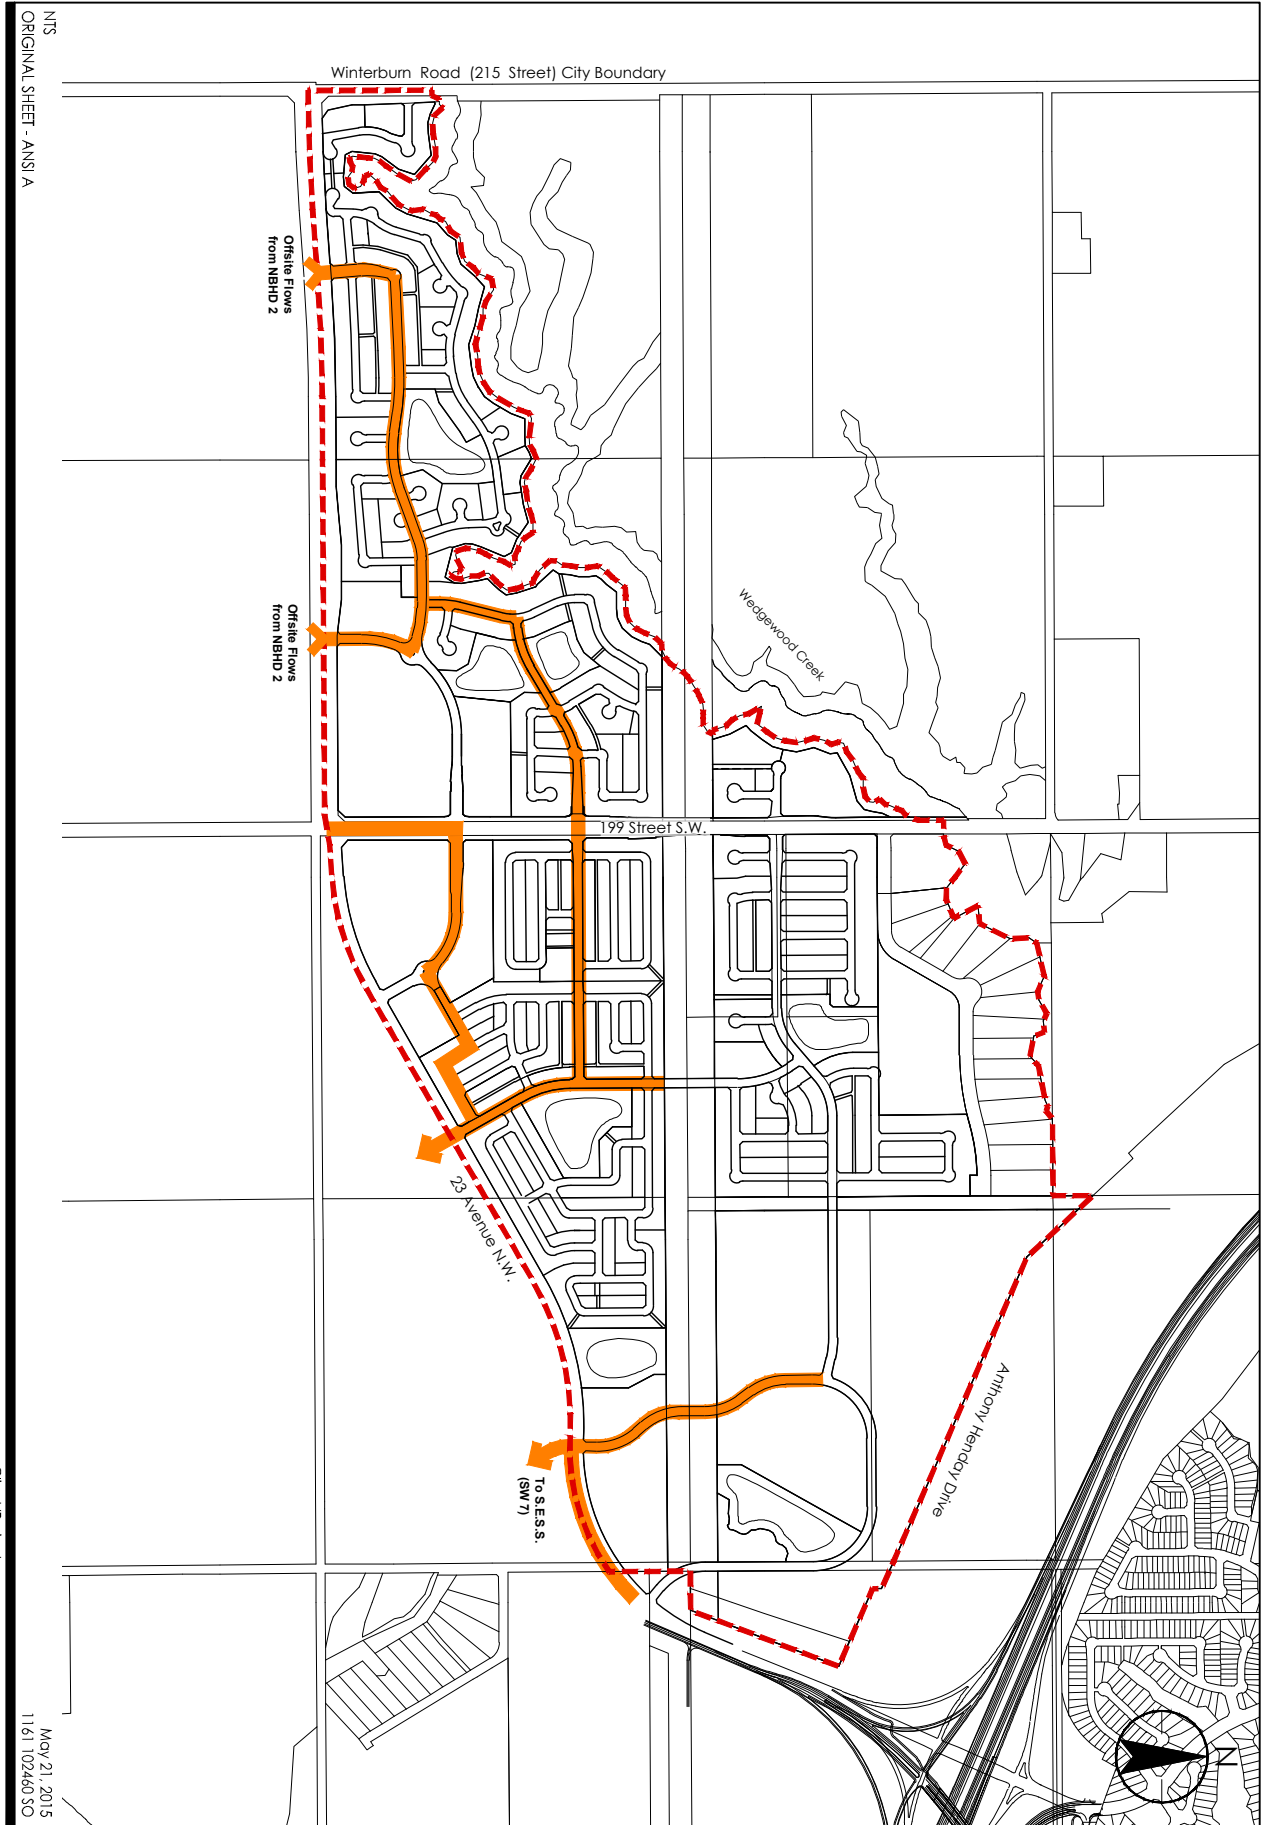 NTS
ORIGINAL SHEET - ANSI A
Winterburn Road (215 Street) City Boundary
Offsite Flows
from NBHD 2
Offsite Flows
from NBHD 2
Wedgewood Creek
199 Street S.W.
23 Avenue N.W.
Anthony Henday Drive
To S.E.S.S.
(SW 7)
N
May 21, 2015
1161 102460 SO